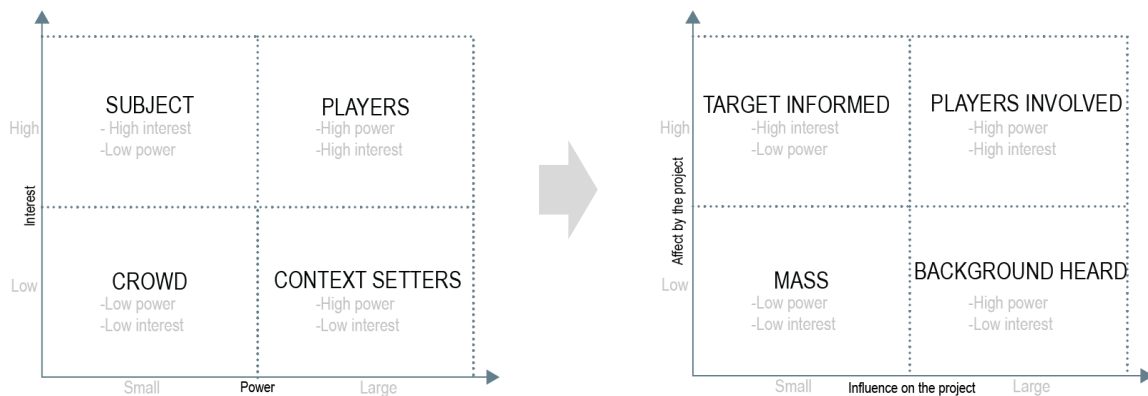 SUBJECT
- High interest
-Low power
PLAYERS
-High power
-High interest
High
Interest
CROWD
-Low power
-Low interest
CONTEXT SETTERS
-High power
-Low interest
Low
Small
Power
Large
TARGET INFORMED
-High interest
-Low power
PLAYERS INVOLVED
-High power
-High interest
High
Affect by the project
MASS
-Low power
-Low interest
BACKGROUND HEARD
-High power
-Low interest
Low
Small
Influence on the project
Large